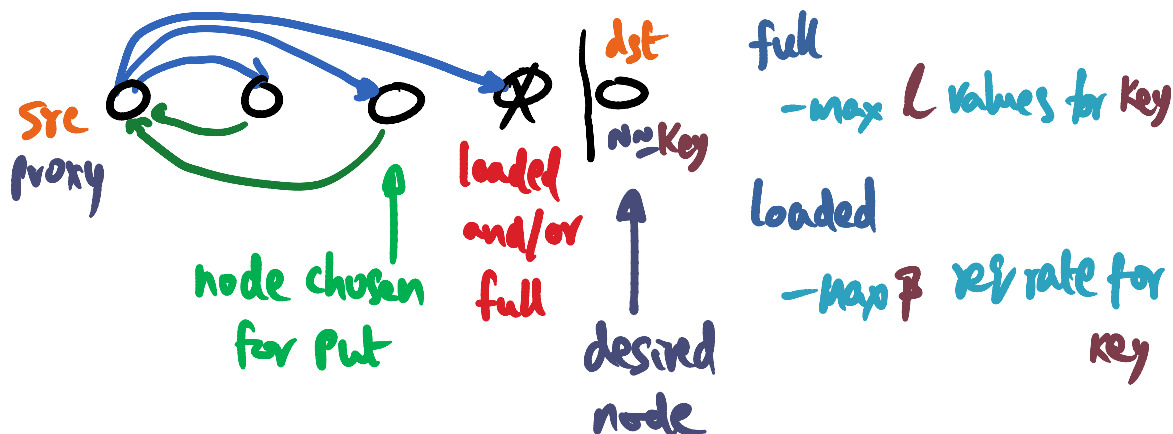 src
proxy
node chosen
for put
loaded
and/or
full
dst
n~Key
desired
node
full
-max l values for Key
loaded
-max β req rate for
Key